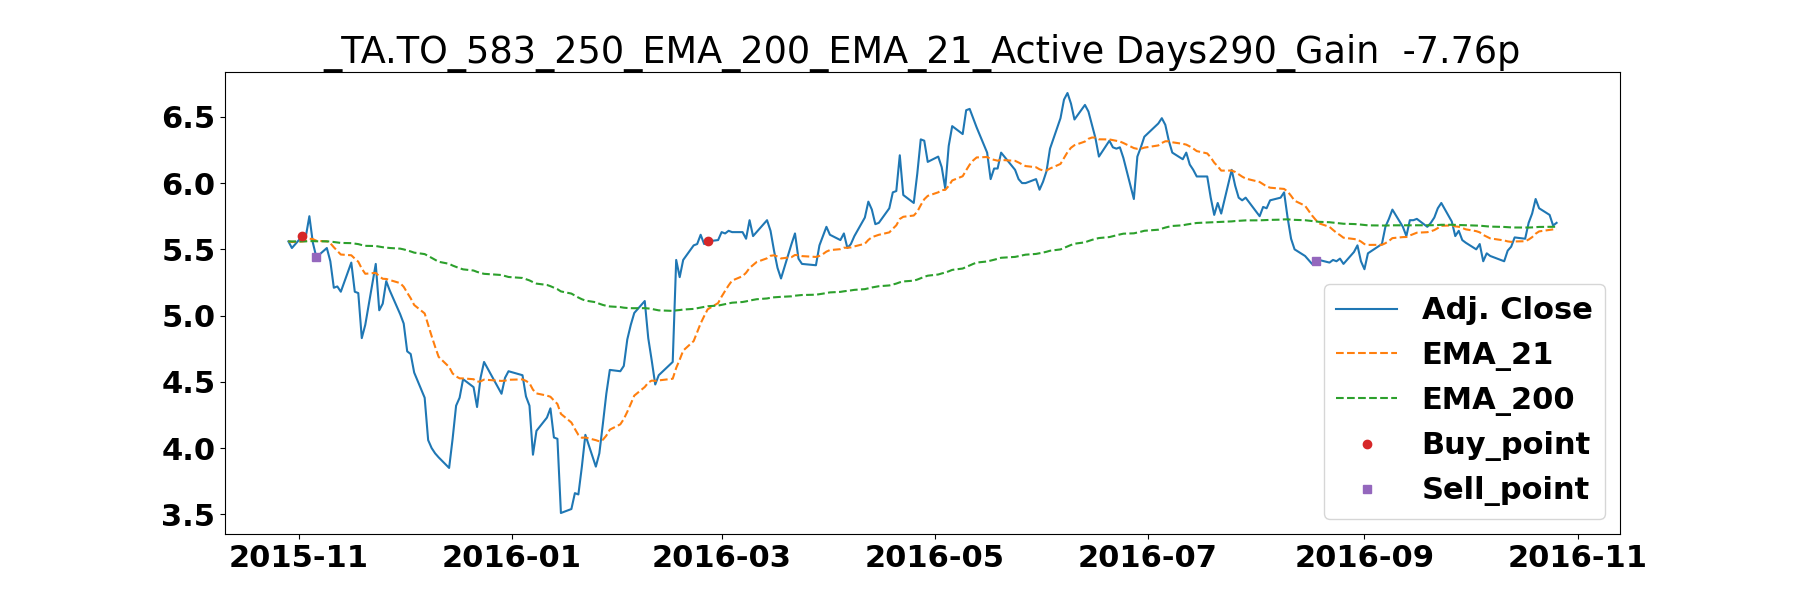 _TA.TO_583_250_EMA_200_EMA_21_Active Days290_Gain  -7.76p
6.5
6.0
5.5
5.0
4.5
4.0
3.5
Adj. Close
EMA_21
EMA_200
Buy_point
Sell_point
2015-11 2016-01 2016-03 2016-05 2016-07 2016-09 2016-11